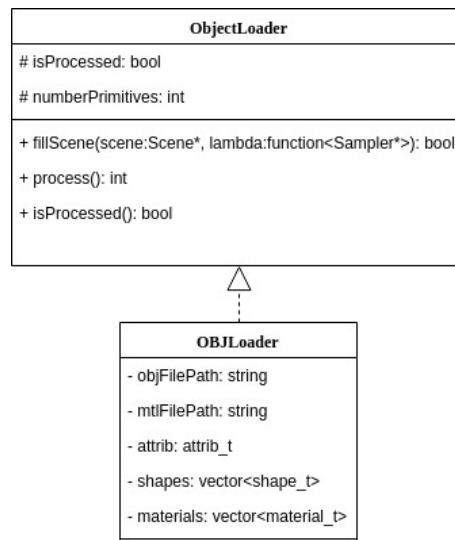 ObjectLoader
# isProcessed: bool
# numberPrimitives: int
+ fillScene(scene:Scene*, lambda:function<Sampler*>): bool
+ process(): int
+ isProcessed(): bool
OBJLoader
- objFilePath: string
- mtlFilePath: string
- attrib: attrib_t
- shapes: vector<shape_t>
- materials: vector<material_t>